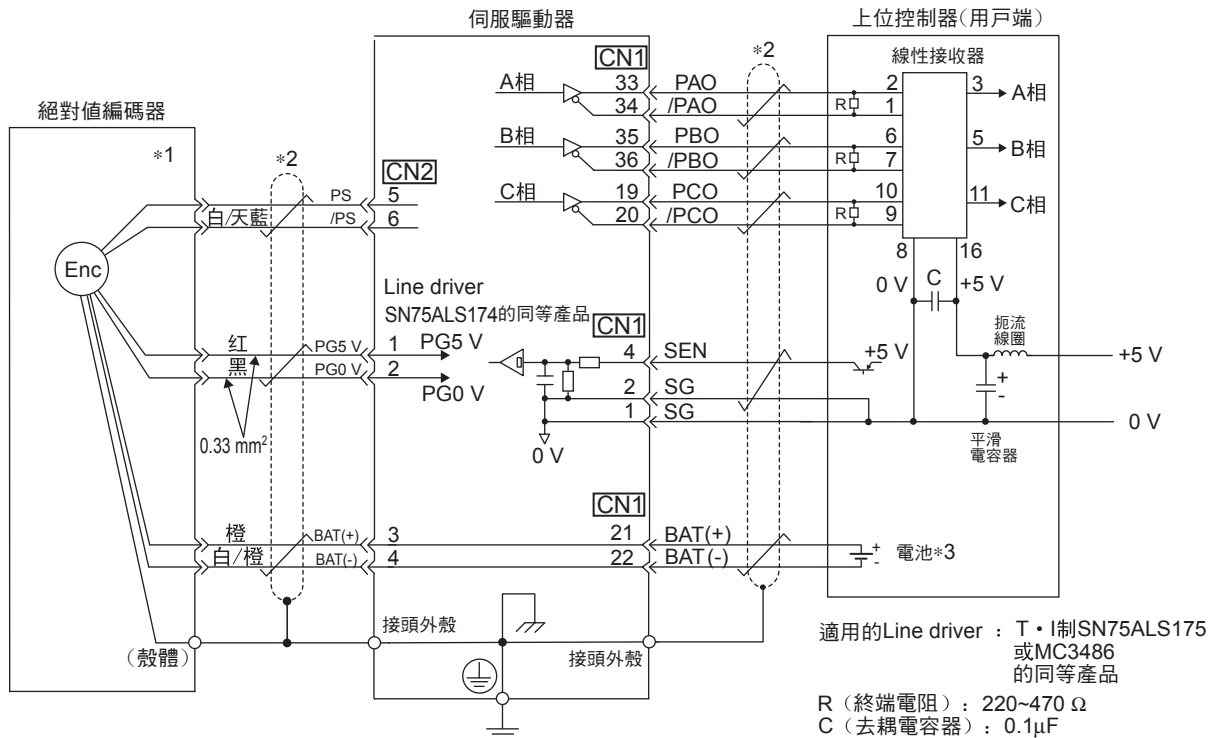 伺服驅動器
上位控制器(用戸端)
絕對值編碼器
*1
*2
CN2
PS 5
白/天藍 /PS 6
Enc
红 PG5 V 1 PG5 V
黑 PG0 V 2 PG0 V
0.33 mm²
橙 BAT(+) 3
白/橙 BAT(-) 4
(殼體)
接頭外殼
接頭外殼
Line driver
SN75ALS174的同等產品
CN1
A相 33 PAO
34 /PAO
B相 35 PBO
36 /PBO
C相 19 PCO
20 /PCO
*2
CN1
4 SEN
2 SG
1 SG
0 V
CN1
21 BAT(+)
22 BAT(-)
線性接收器
R 2 3 A相
1
R 6 5 B相
7
R 10 11 C相
9
8 16
0 V C +5 V
+5 V
扼流
線圈
+5 V
+
-
平滑
電容器
0 V
+
-
電池*3
適用的Line driver : T・I制SN75ALS175
或MC3486
的同等產品
R(終端電阻): 220~470 Ω
C(去耦電容器): 0.1μF